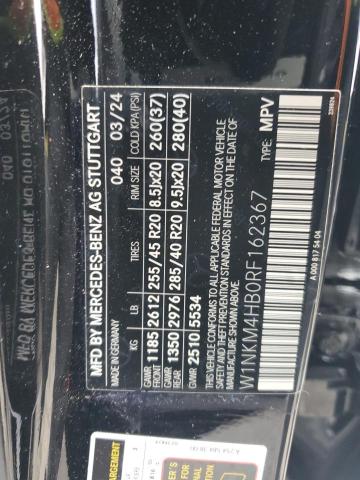 MFD BY MERCEDES-BENZ AG STUTTGART
MADE IN GERMANY 040 03/24
KG LB TIRES RIM SIZE COLD KPA(PSI)
GAWR FRONT 1185 2612 255/45 R20 8.5Jx20 260(37)
GAWR REAR 1350 2976 285/40 R20 9.5Jx20 280(40)
GVWR 2510 5534
THIS VEHICLE CONFORMS TO ALL APPLICABLE FEDERAL MOTOR VEHICLE
SAFETY AND THEFT PREVENTION STANDARDS IN EFFECT ON THE DATE OF
MANUFACTURE SHOWN ABOVE.
W1NKM4HB0RF162367 TYPE: MPV
A 000 817 54 04